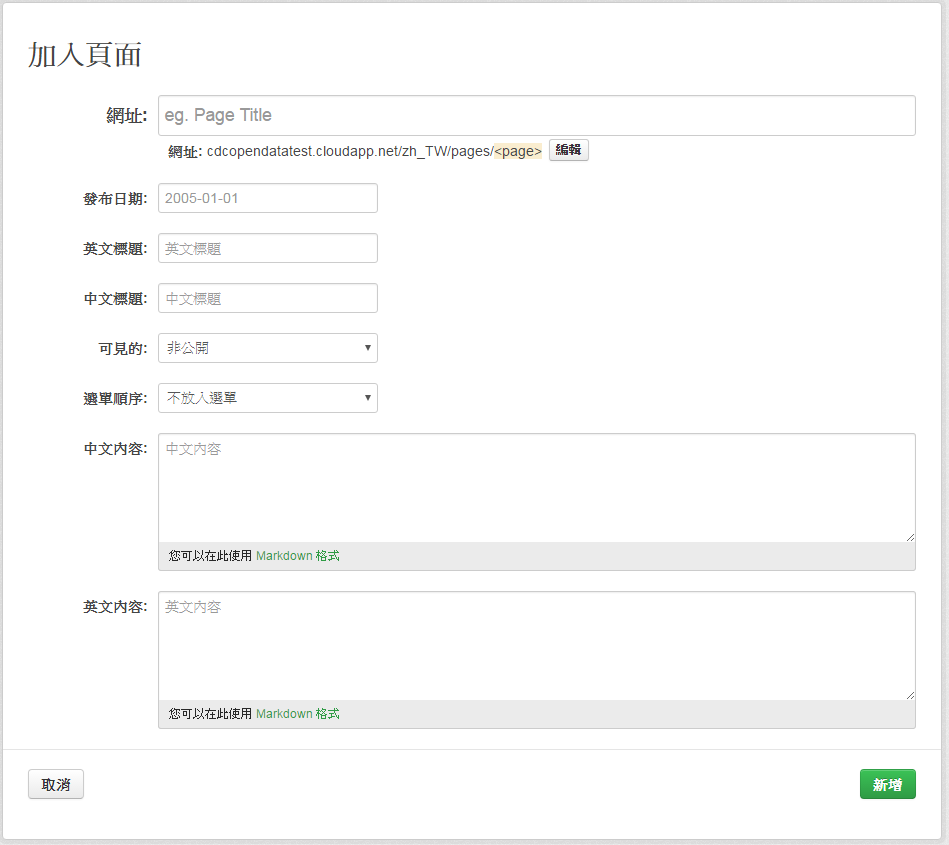 加入頁面
網址: eg. Page Title
網址: cdcopendatatest.cloudapp.net/zh_TW/pages/<page> 編輯
發布日期: 2005-01-01
英文標題: 英文標題
中文標題: 中文標題
可見的: 非公開
選單順序: 不放入選單
中文內容: 中文內容
您可以在此使用 Markdown 格式
英文內容: 英文內容
您可以在此使用 Markdown 格式
取消 新增